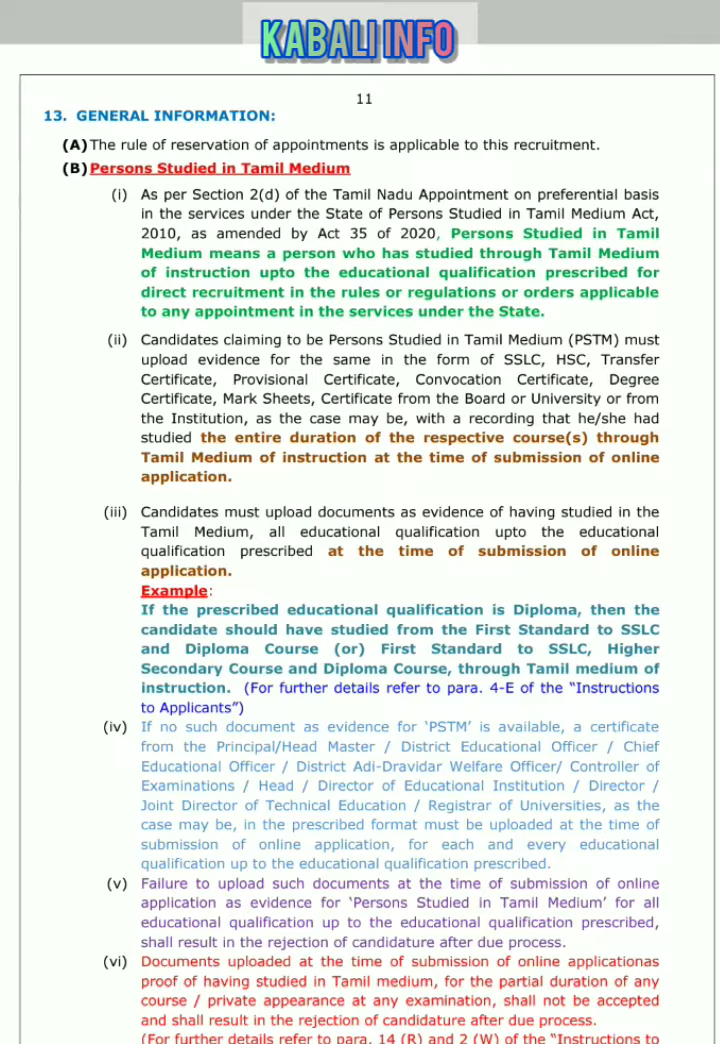 KABALI INFO
11
13. GENERAL INFORMATION:
(A) The rule of reservation of appointments is applicable to this recruitment.
(B) Persons Studied in Tamil Medium
(i) As per Section 2(d) of the Tamil Nadu Appointment on preferential basis
in the services under the State of Persons Studied in Tamil Medium Act,
2010, as amended by Act 35 of 2020, Persons Studied in Tamil
Medium means a person who has studied through Tamil Medium
of instruction upto the educational qualification prescribed for
direct recruitment in the rules or regulations or orders applicable
to any appointment in the services under the State.
(ii) Candidates claiming to be Persons Studied in Tamil Medium (PSTM) must
upload evidence for the same in the form of SSLC, HSC, Transfer
Certificate, Provisional Certificate, Convocation Certificate, Degree
Certificate, Mark Sheets, Certificate from the Board or University or from
the Institution, as the case may be, with a recording that he/she had
studied the entire duration of the respective course(s) through
Tamil Medium of instruction at the time of submission of online
application.
(iii) Candidates must upload documents as evidence of having studied in the
Tamil Medium, all educational qualification upto the educational
qualification prescribed at the time of submission of online
application.
Example:
If the prescribed educational qualification is Diploma, then the
candidate should have studied from the First Standard to SSLC
and Diploma Course (or) First Standard to SSLC, Higher
Secondary Course and Diploma Course, through Tamil medium of
instruction. (For further details refer to para. 4-E of the “Instructions
to Applicants”)
(iv) If no such document as evidence for ‘PSTM’ is available, a certificate
from the Principal/Head Master / District Educational Officer / Chief
Educational Officer / District Adi-Dravidar Welfare Officer/ Controller of
Examinations / Head / Director of Educational Institution / Director /
Joint Director of Technical Education / Registrar of Universities, as the
case may be, in the prescribed format must be uploaded at the time of
submission of online application, for each and every educational
qualification up to the educational qualification prescribed.
(v) Failure to upload such documents at the time of submission of online
application as evidence for ‘Persons Studied in Tamil Medium’ for all
educational qualification up to the educational qualification prescribed,
shall result in the rejection of candidature after due process.
(vi) Documents uploaded at the time of submission of online applicationas
proof of having studied in Tamil medium, for the partial duration of any
course / private appearance at any examination, shall not be accepted
and shall result in the rejection of candidature after due process.
(For further details refer to para. 14 (R) and 2 (W) of the “Instructions to